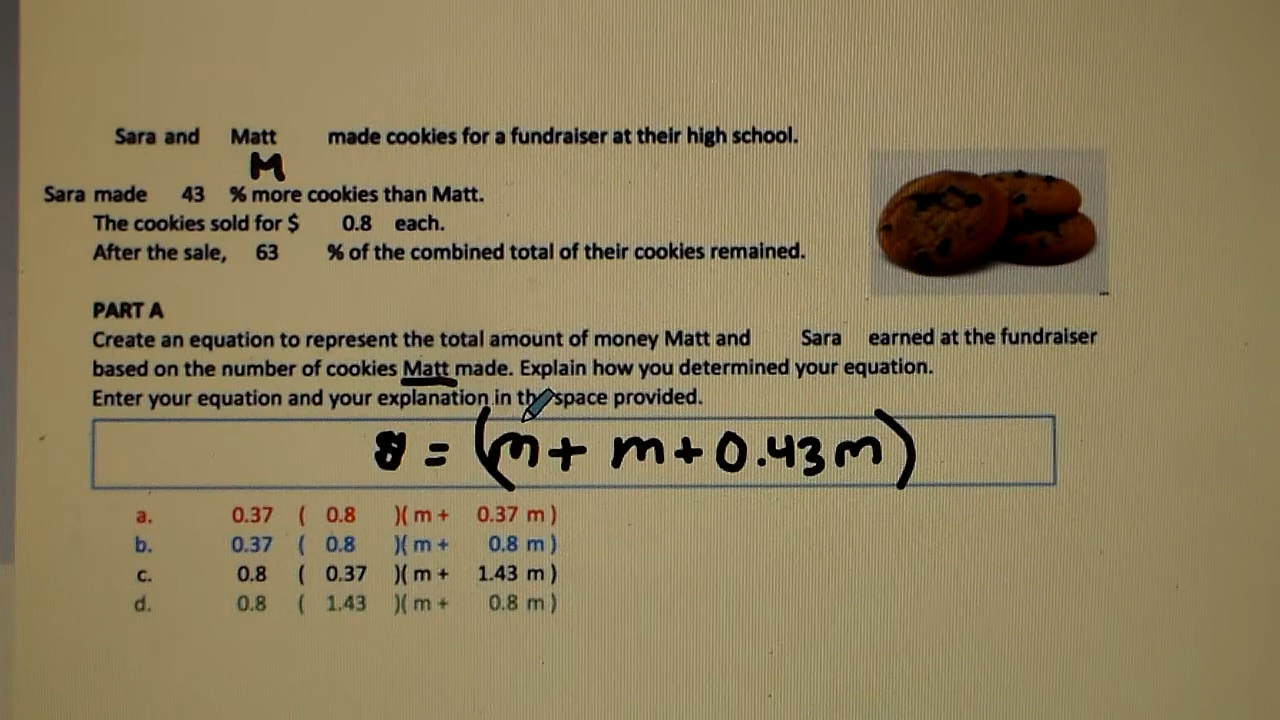 Sara and Matt made cookies for a fundraiser at their high school.
M
Sara made 43 % more cookies than Matt.
The cookies sold for $ 0.8 each.
After the sale, 63 % of the combined total of their cookies remained.
PART A
Create an equation to represent the total amount of money Matt and Sara earned at the fundraiser
based on the number of cookies Matt made. Explain how you determined your equation.
Enter your equation and your explanation in the space provided.
= (m + m + 0.43m)
a. 0.37 ( 0.8 )( m + 0.37 m )
b. 0.37 ( 0.8 )( m + 0.8 m )
c. 0.8 ( 0.37 )( m + 1.43 m )
d. 0.8 ( 1.43 )( m + 0.8 m )